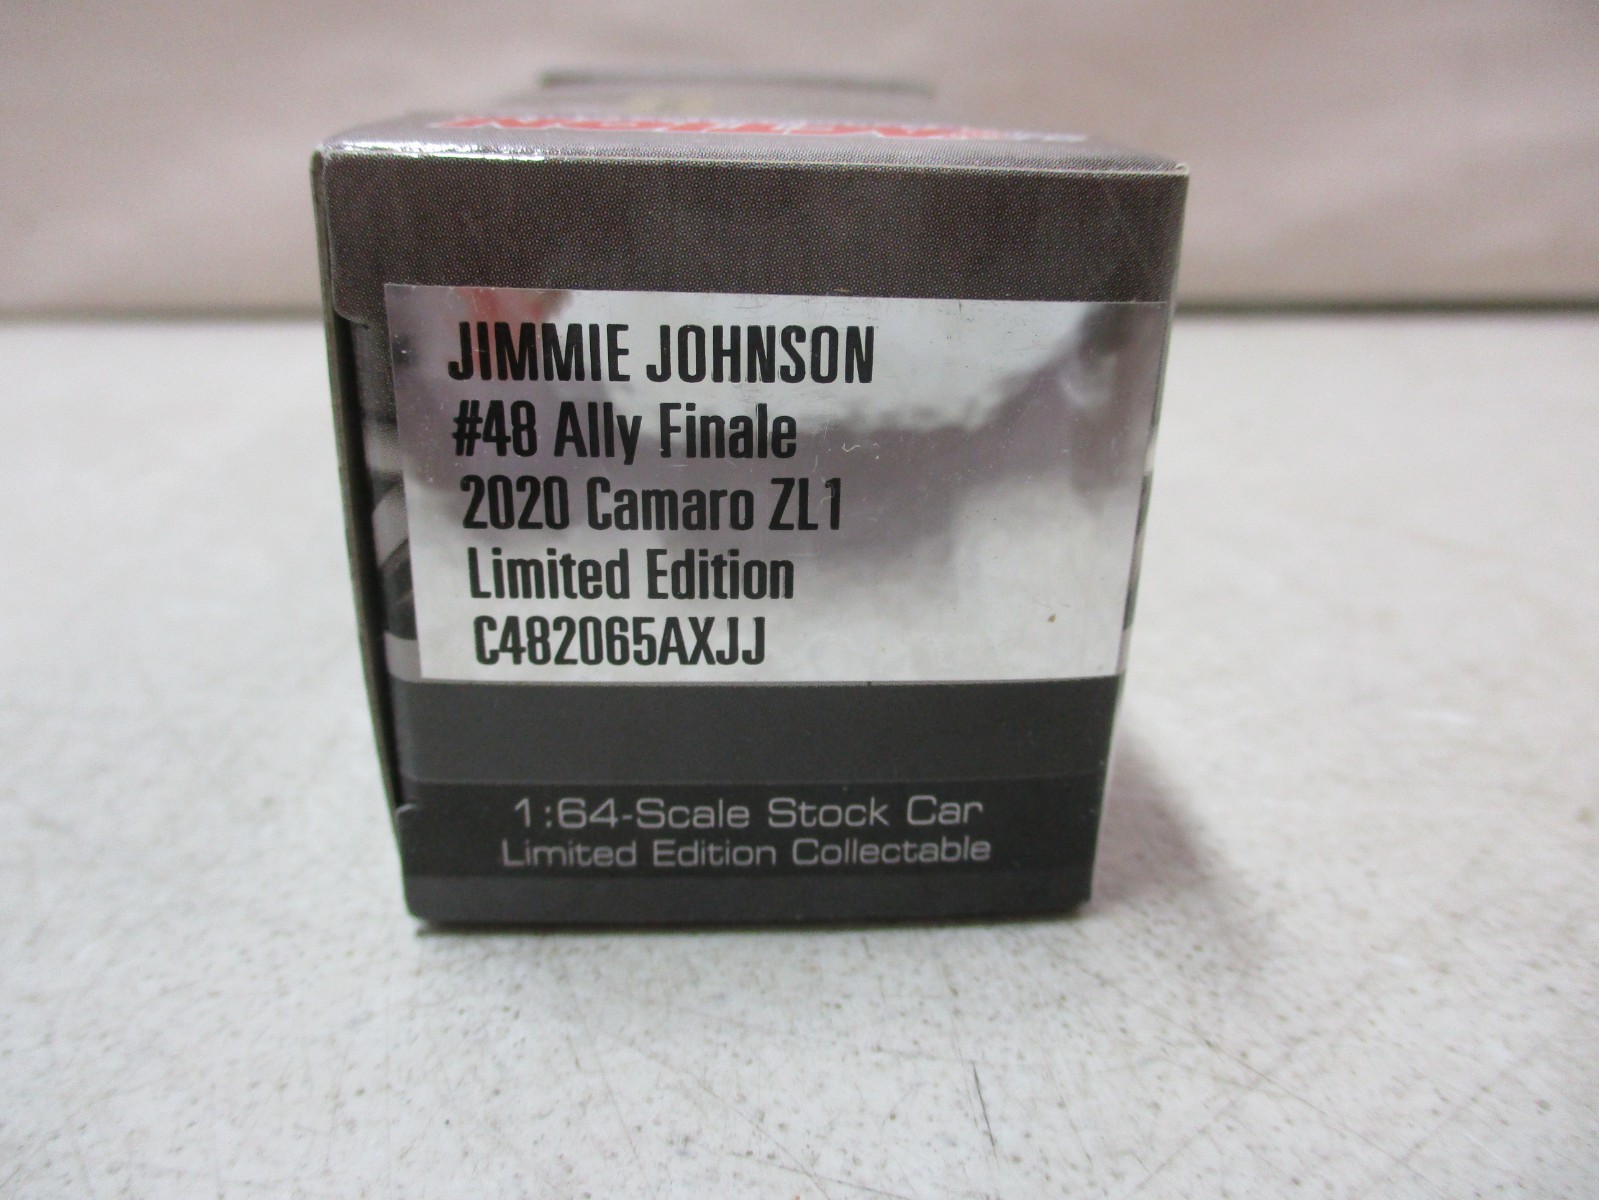 ACTION
JIMMIE JOHNSON
#48 Ally Finale
2020 Camaro ZL1
Limited Edition
C482065AXJJ
1:64-Scale Stock Car
Limited Edition Collectable